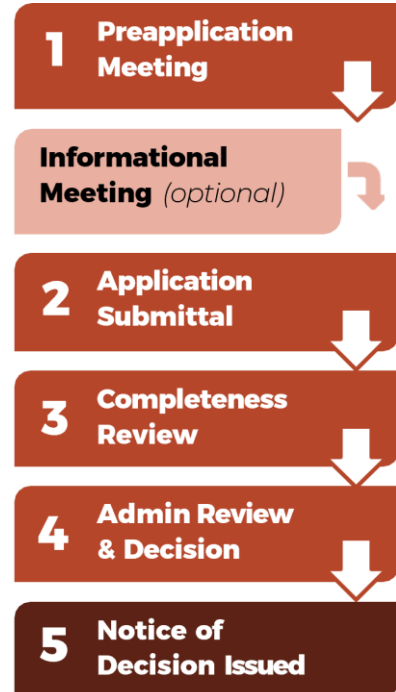 1
Preapplication
Meeting
Informational
Meeting (optional)
2
Application
Submittal
3
Completeness
Review
4
Admin Review
& Decision
5
Notice of
Decision Issued